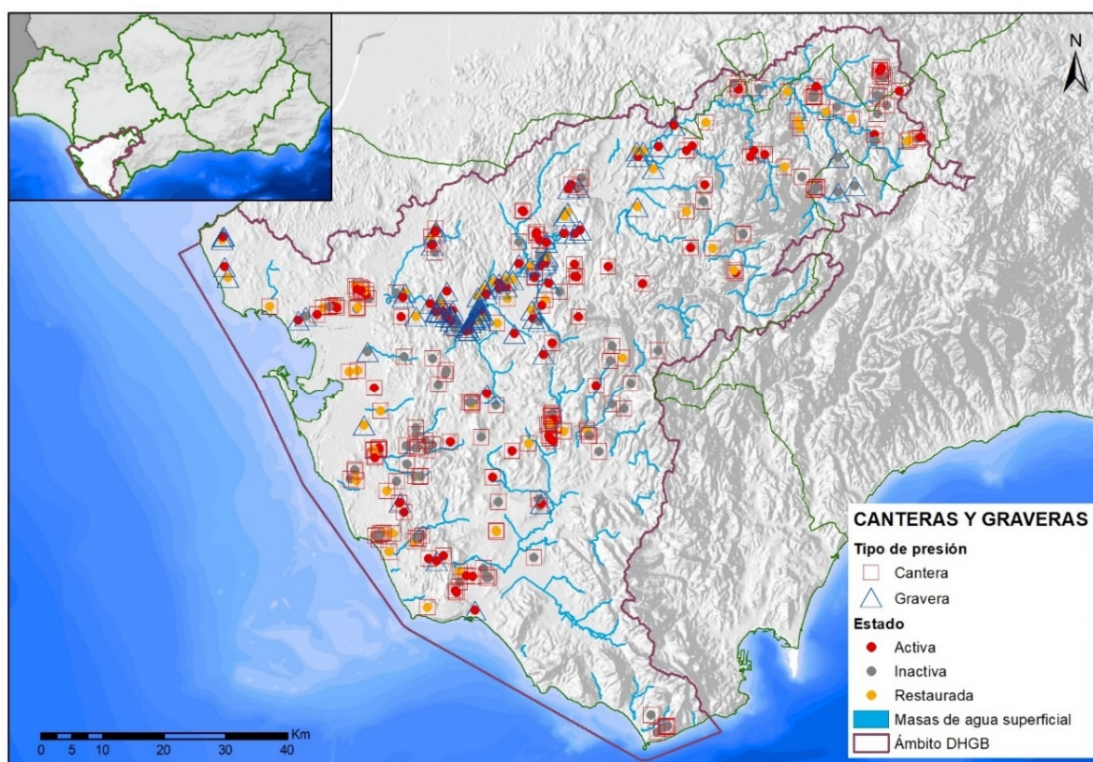 N
CANTERAS Y GRAVERAS
Tipo de presión
Cantera
Gravera
Estado
Activa
Inactiva
Restaurada
Masas de agua superficial
Ámbito DHGB
0 5 10 20 30 40
Km